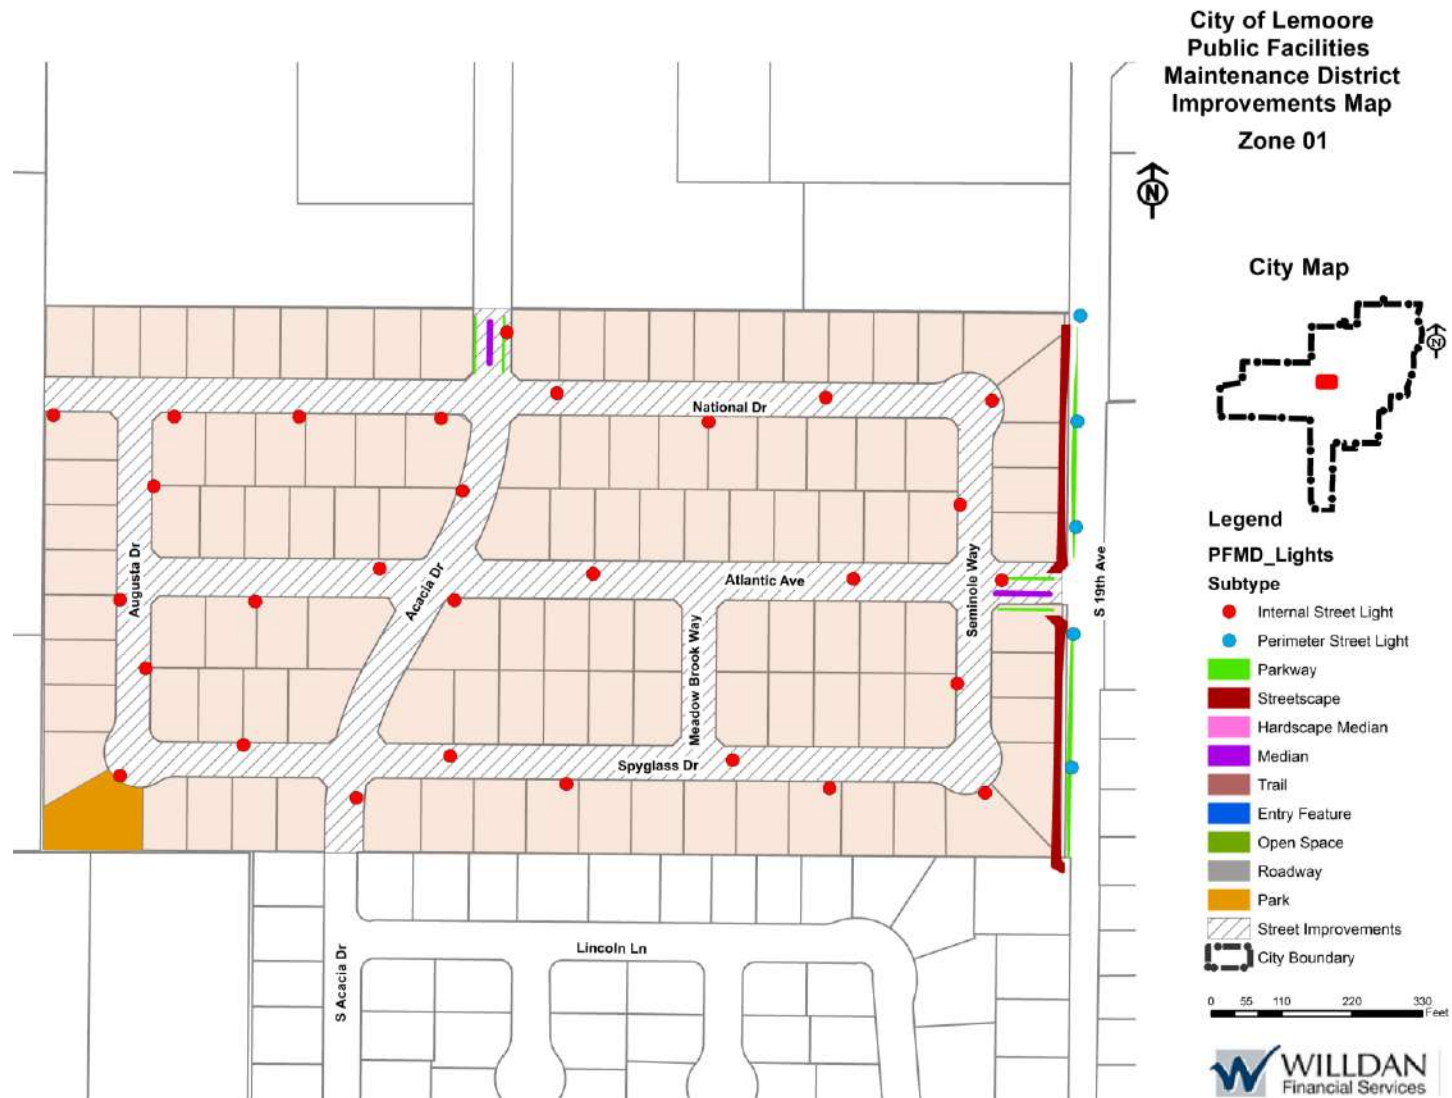 City of Lemoore
Public Facilities
Maintenance District
Improvements Map
Zone 01
N
City Map
N
National Dr
Augusta Dr
Acacia Dr
Atlantic Ave
Meadow Brook Way
Seminole Way
S 19th Ave
Spyglass Dr
Lincoln Ln
S Acacia Dr
Legend
PFMD_Lights
Subtype
Internal Street Light
Perimeter Street Light
Parkway
Streetscape
Hardscape Median
Median
Trail
Entry Feature
Open Space
Roadway
Park
Street Improvements
City Boundary
0 55 110 220 330
Feet
WILLDAN
Financial Services